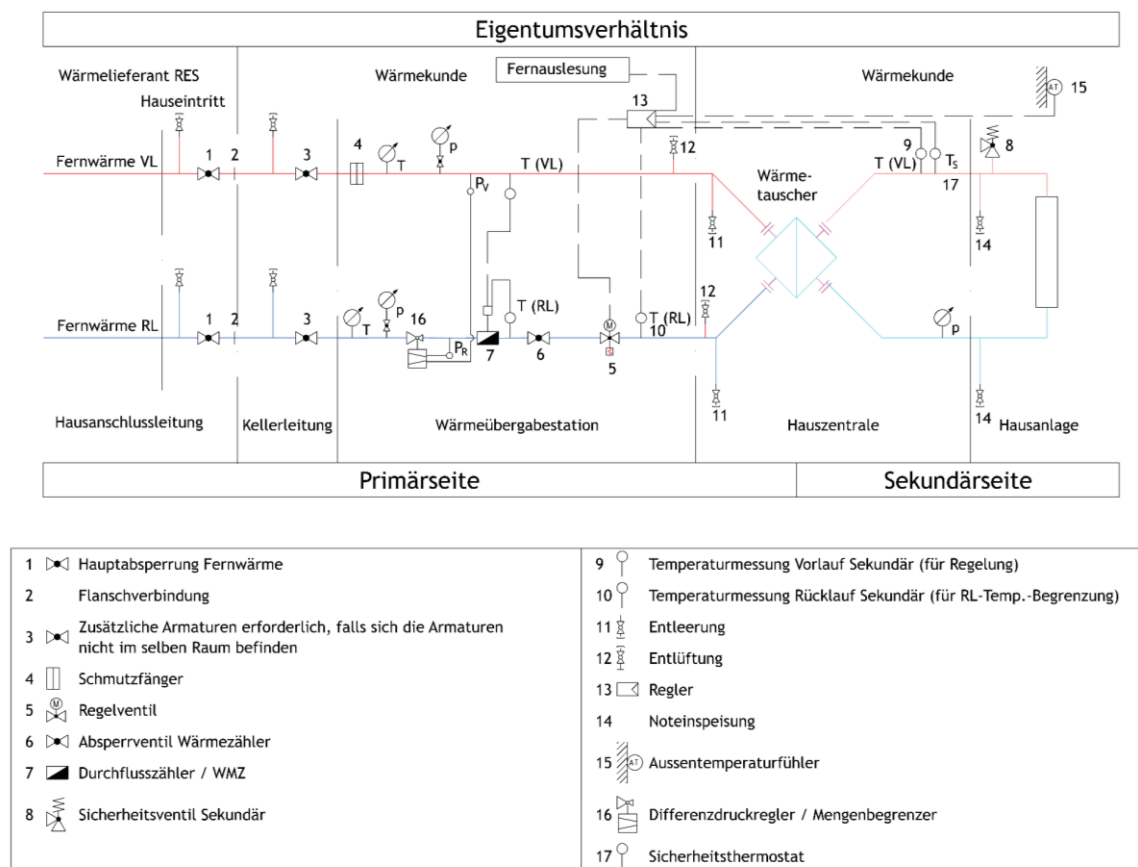 Eigentumsverhältnis
Wärmelieferant RES
Wärmekunde
Fernauslesung
Wärmekunde
Hauseintritt
13
AT
15
4
p
12
9
8
1
2
3
T
T (VL)
T (VL)
Ts
Fernwärme VL
Pv
Wärme-
tauscher
17
11
14
12
p
T (RL)
M
T (RL)
p
1
2
3
16
10
Fernwärme RL
T
PR
7
6
5
11
14
Hausanschlussleitung
Kellerleitung
Wärmeübergabestation
Hauszentrale
Hausanlage
Primärseite
Sekundärseite
1 Hauptabsperrung Fernwärme
2 Flanschverbindung
3 Zusätzliche Armaturen erforderlich, falls sich die Armaturen
nicht im selben Raum befinden
4 Schmutzfänger
M
5 Regelventil
6 Absperrventil Wärmezähler
7 Durchflusszähler / WMZ
8 Sicherheitsventil Sekundär
9 Temperaturmessung Vorlauf Sekundär (für Regelung)
10 Temperaturmessung Rücklauf Sekundär (für RL-Temp.-Begrenzung)
11 Entleerung
12 Entlüftung
13 Regler
14 Noteinspeisung
15 AT Aussentemperaturfühler
16 Differenzdruckregler / Mengenbegrenzer
17 Sicherheitsthermostat